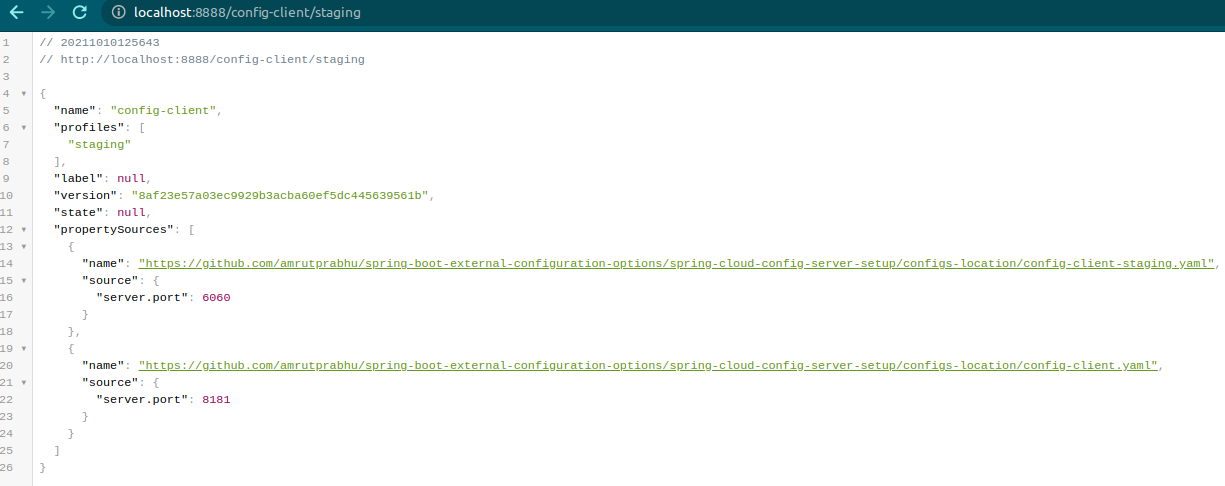 localhost:8888/config-client/staging
1 // 20211010125643
2 // http://localhost:8888/config-client/staging
3
4 {
5 "name": "config-client",
6 "profiles": [
7 "staging"
8 ],
9 "label": null,
10 "version": "8af23e57a03ec9929b3acba60ef5dc445639561b",
11 "state": null,
12 "propertySources": [
13 {
14 "name": "https://github.com/amrutprabhu/spring-boot-external-configuration-options/spring-cloud-config-server-setup/configs-location/config-client-staging.yaml",
15 "source": {
16 "server.port": 6060
17 }
18 },
19 {
20 "name": "https://github.com/amrutprabhu/spring-boot-external-configuration-options/spring-cloud-config-server-setup/configs-location/config-client.yaml",
21 "source": {
22 "server.port": 8181
23 }
24 }
25 ]
26 }